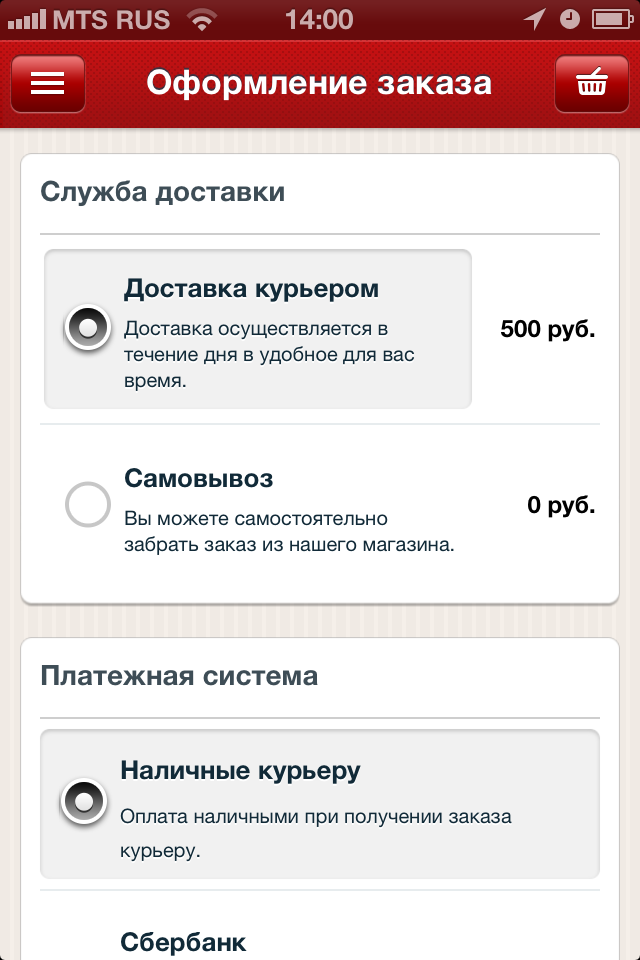 MTS RUS 14:00
Оформление заказа
Служба доставки
Доставка курьером
Доставка осуществляется в
течение дня в удобное для вас
время.
500 руб.
Самовывоз
Вы можете самостоятельно
забрать заказ из нашего магазина.
0 руб.
Платежная система
Наличные курьеру
Оплата наличными при получении заказа
курьеру.
Сбербанк